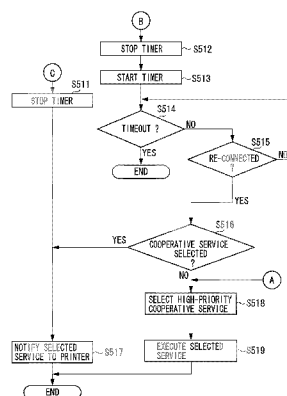 B
STOP TIMER
S512
C
S511
START TIMER
S513
STOP TIMER
S514
TIMEOUT ?
NO
S515
YES
RE-CONNECTED
?
NO
END
YES
S516
YES
COOPERATIVE SERVICE
SELECTED
?
NO
A
SELECT HIGH-PRIORITY
COOPERATIVE SERVICE
S518
NOTIFY SELECTED
SERVICE TO PRINTER
S517
EXECUTE SELECTED
SERVICE
S519
END